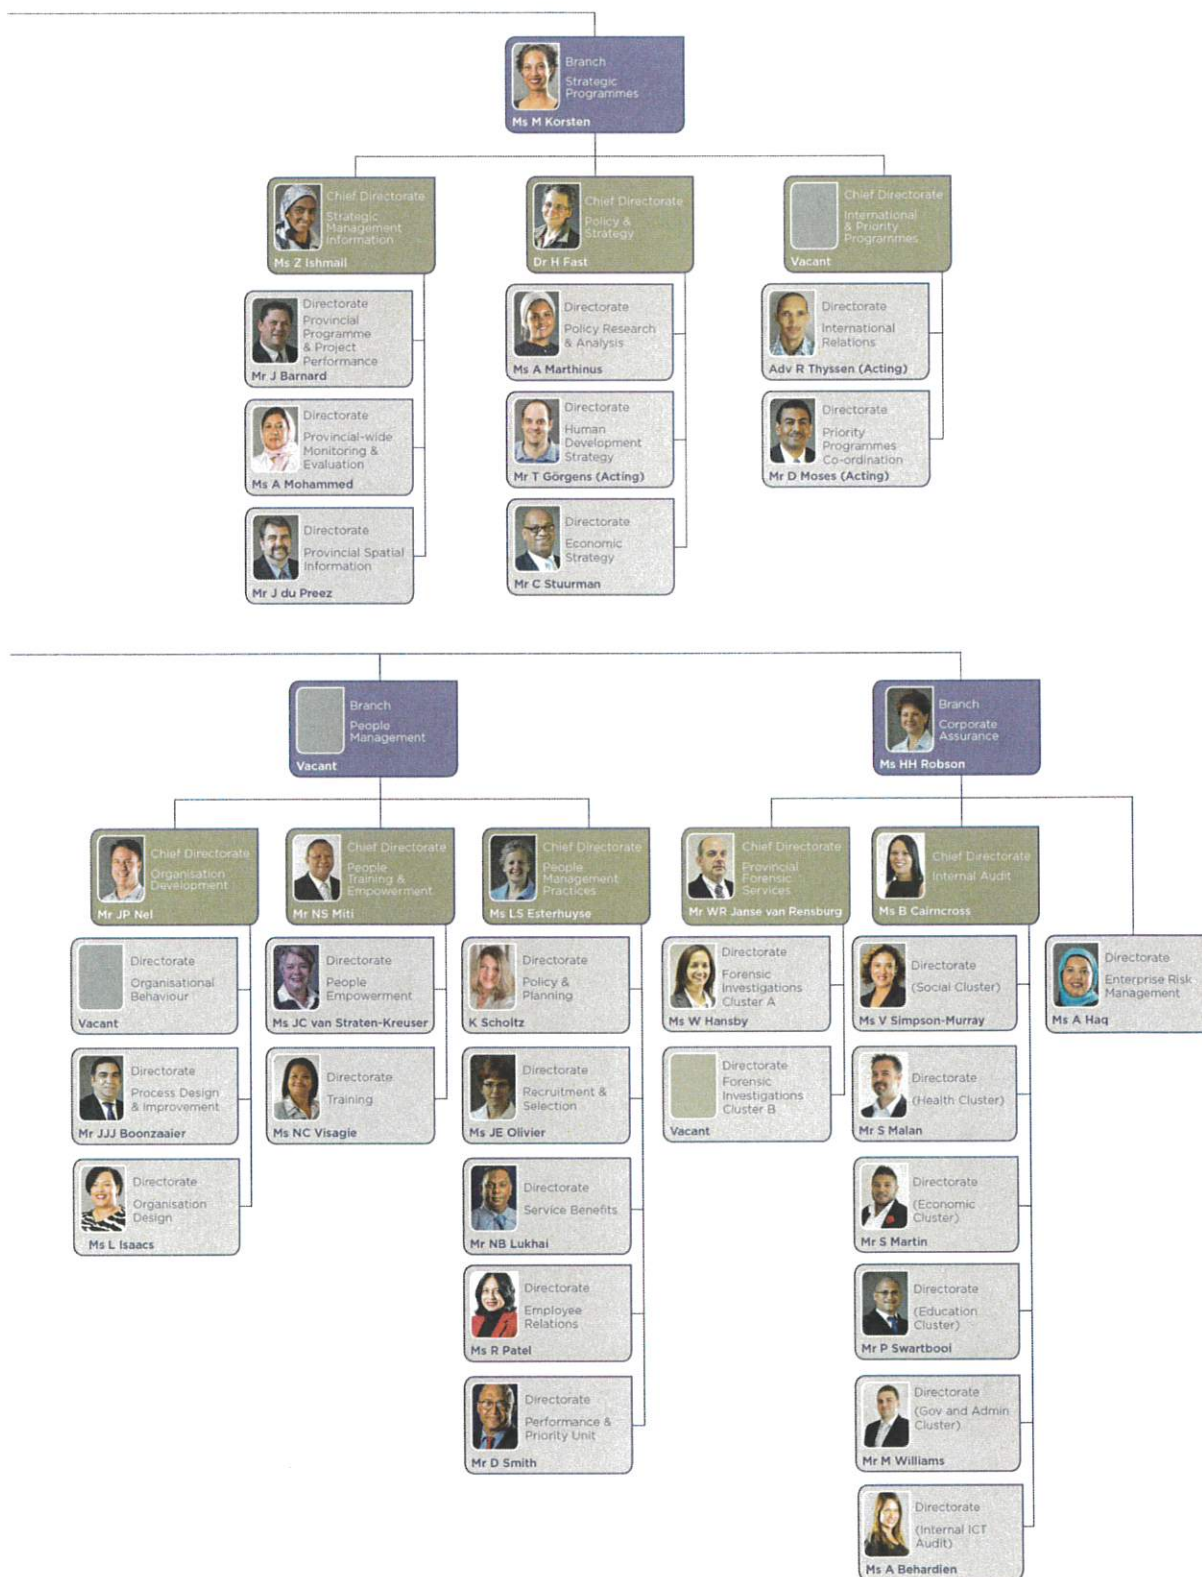 Branch
Strategic
Programmes
Ms M Korsten
Chief Directorate
Strategic
Management
Information
Ms Z Ishmail
Chief Directorate
Policy &
Strategy
Dr H Fast
Chief Directorate
International
& Priority
Programmes
Vacant
Directorate
Provincial
Programme
& Project
Performance
Mr J Barnard
Directorate
Provincial-wide
Monitoring &
Evaluation
Ms A Mohammed
Directorate
Provincial Spatial
Information
Mr J du Preez
Directorate
Policy Research
& Analysis
Ms A Marthinus
Directorate
Human
Development
Strategy
Mr T Görgens (Acting)
Directorate
Economic
Strategy
Mr C Stuurman
Directorate
International
Relations
Adv R Thyssen (Acting)
Directorate
Priority
Programmes
Co-ordination
Mr D Moses (Acting)
Branch
People
Management
Vacant
Branch
Corporate
Assurance
Ms HH Robson
Chief Directorate
Organisation
Development
Mr JP Nel
Chief Directorate
People
Training &
Empowerment
Mr NS Miti
Chief Directorate
People
Management
Practices
Ms LS Esterhuyse
Chief Directorate
Provincial
Forensic
Services
Mr WR Janse van Rensburg
Chief Directorate
Internal Audit
Ms B Cairncross
Directorate
Organisational
Behaviour
Vacant
Directorate
Process Design
& Improvement
Mr JJJ Boonzaaier
Directorate
Organisation
Design
Ms L Isaacs
Directorate
People
Empowerment
Ms JC van Straten-Kreuser
Directorate
Training
Ms NC Visagie
Directorate
Policy &
Planning
K Scholtz
Directorate
Recruitment &
Selection
Ms JE Olivier
Directorate
Service Benefits
Mr NB Lukhai
Directorate
Employee
Relations
Ms R Patel
Directorate
Performance &
Priority Unit
Mr D Smith
Directorate
Forensic
Investigations
Cluster A
Ms W Hansby
Directorate
Forensic
Investigations
Cluster B
Vacant
Directorate
(Social Cluster)
Ms V Simpson-Murray
Directorate
(Health Cluster)
Mr S Malan
Directorate
(Economic
Cluster)
Mr S Martin
Directorate
(Education
Cluster)
Mr P Swartbooi
Directorate
(Gov and Admin
Cluster)
Mr M Williams
Directorate
(Internal ICT
Audit)
Ms A Behardien
Directorate
Enterprise Risk
Management
Ms A Haq